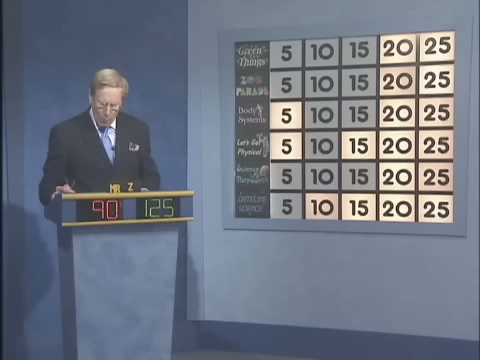 Green Things 5 10 15 20 25
ZOO PARADE 5 10 15 20 25
Body Systems 5 10 15 20 25
Let's Get Physical 5 10 15 20 25
5 10 15 20 25
DATELINE SCIENCE 5 10 15 20 25
MR Z
90 125